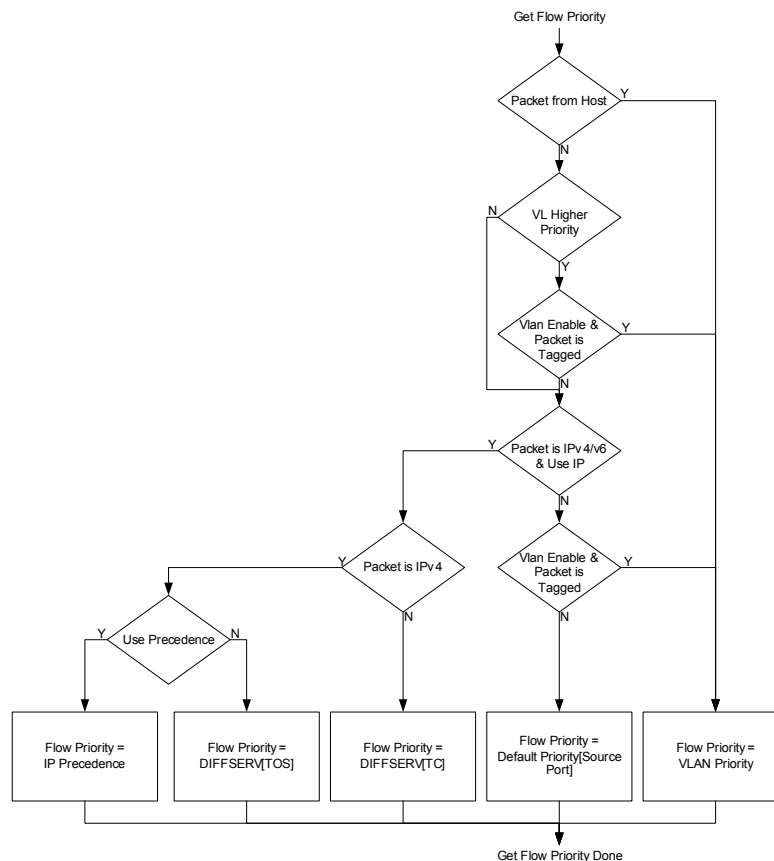 Get Flow Priority
Packet from Host
Y
N
N
VL Higher
Priority
Y
Vlan Enable &
Packet is
Tagged
Y
N
Y
Packet is IPv4/v6
& Use IP
N
Y
Packet is IPv4
Vlan Enable &
Packet is
Tagged
Y
N
N
Y
Use Precedence
N
Flow Priority =
IP Precedence
Flow Priority =
DIFFSERV[TOS]
Flow Priority =
DIFFSERV[TC]
Flow Priority =
Default Priority[Source
Port]
Flow Priority =
VLAN Priority
Get Flow Priority Done